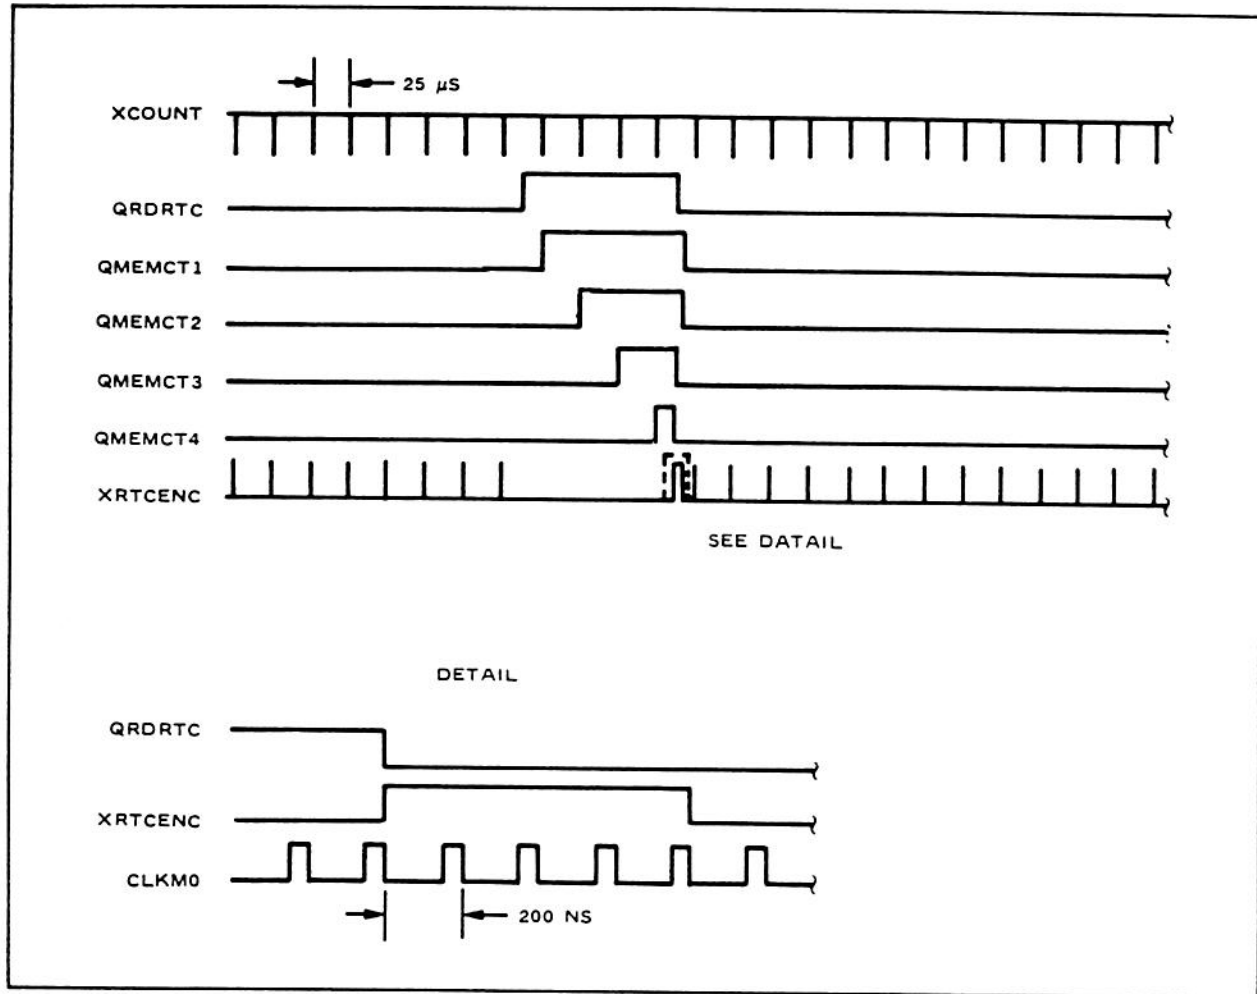 25 µS
XCOUNT
QRDRTC
QMEMCT1
QMEMCT2
QMEMCT3
QMEMCT4
XRTCENC
SEE DATAIL
DETAIL
QRDRTC
XRTCENC
CLKM0
200 NS